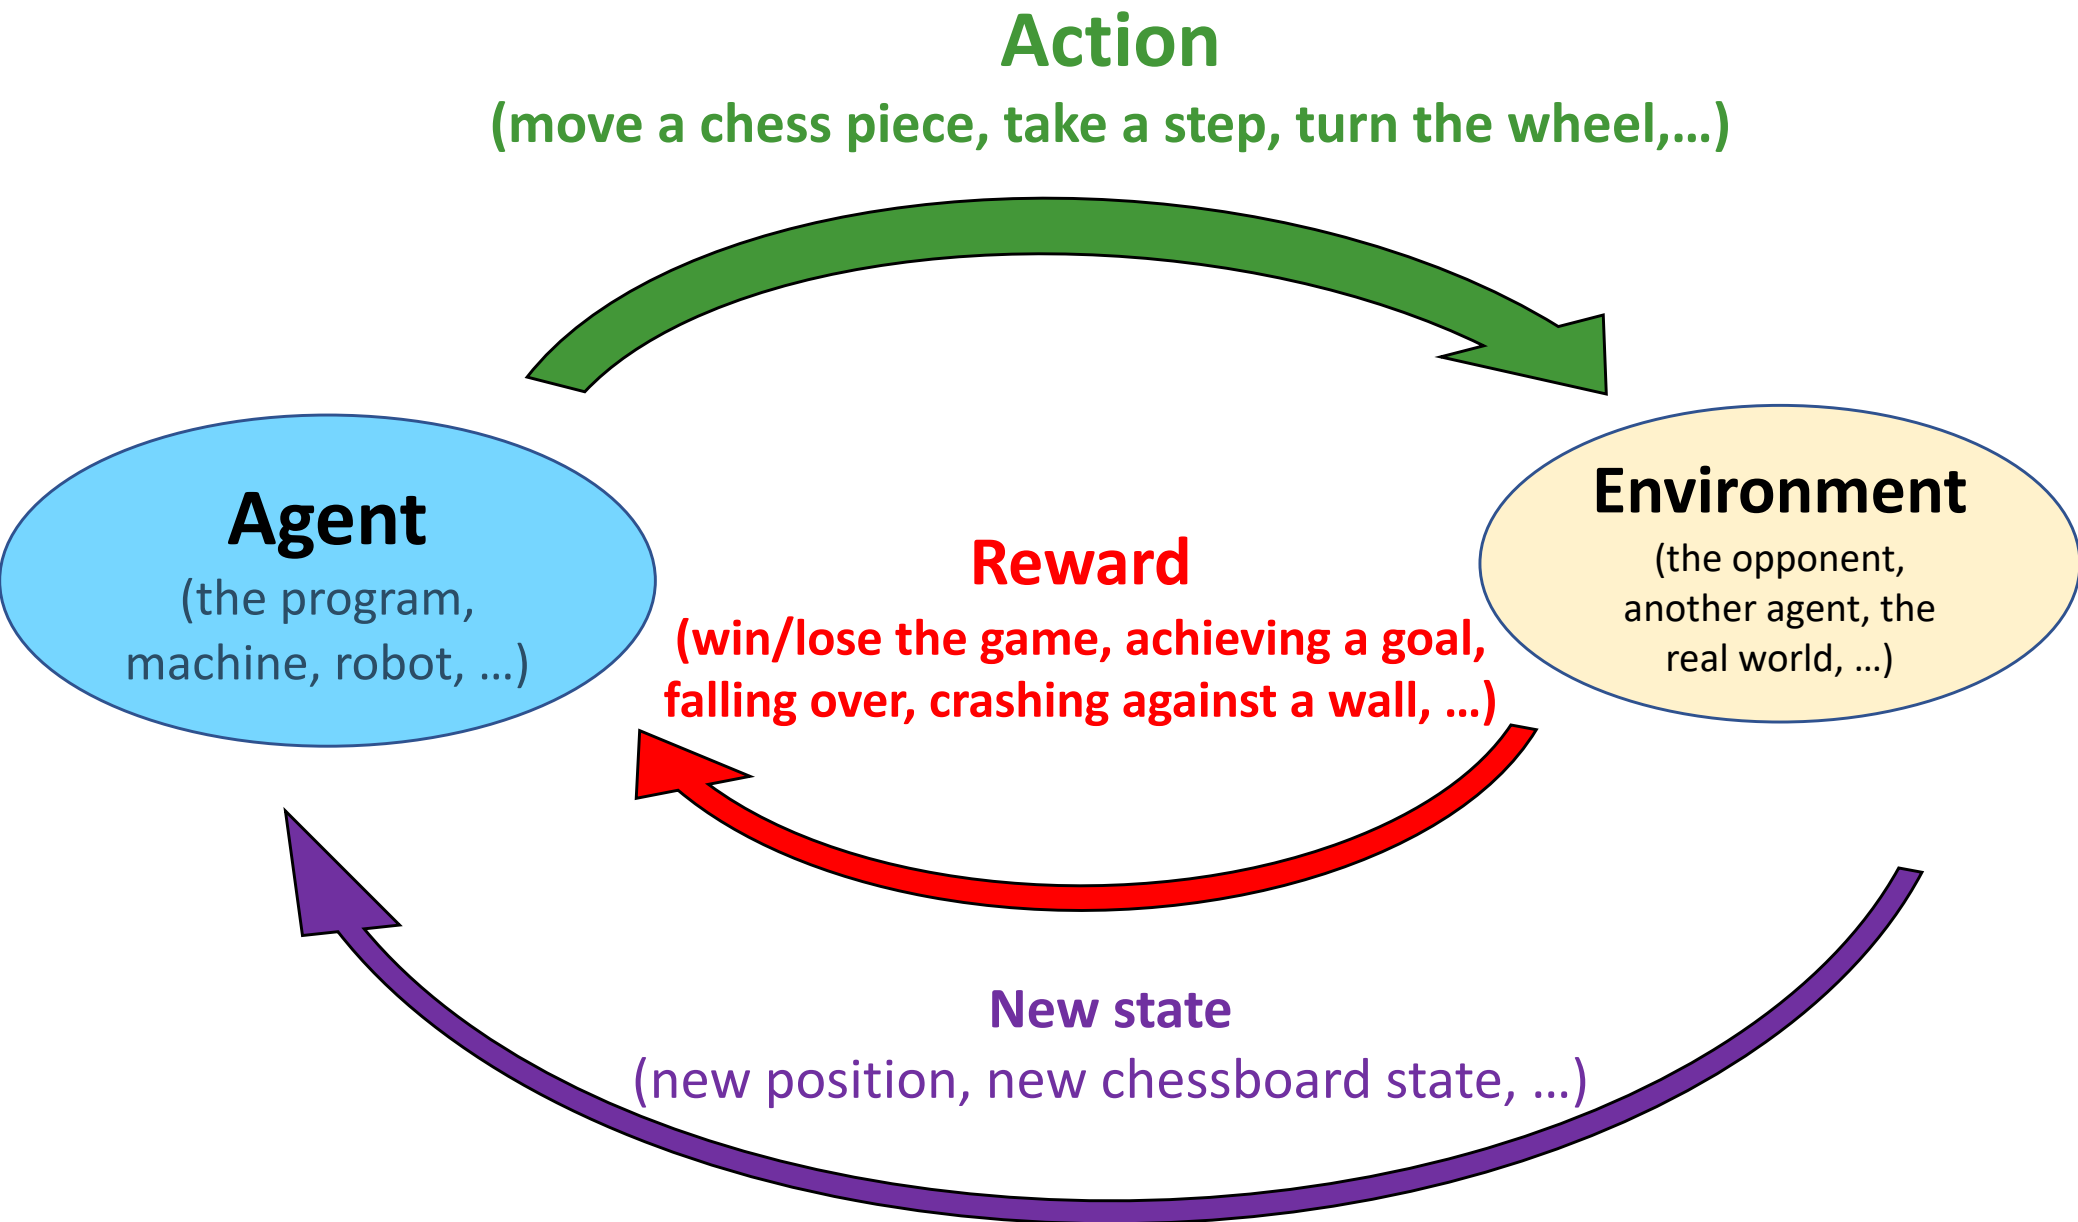 Action
(move a chess piece, take a step, turn the wheel,…)
Agent
(the program,
machine, robot, …)
Environment
(the opponent,
another agent, the
real world, …)
Reward
(win/lose the game, achieving a goal,
falling over, crashing against a wall, …)
New state
(new position, new chessboard state, …)